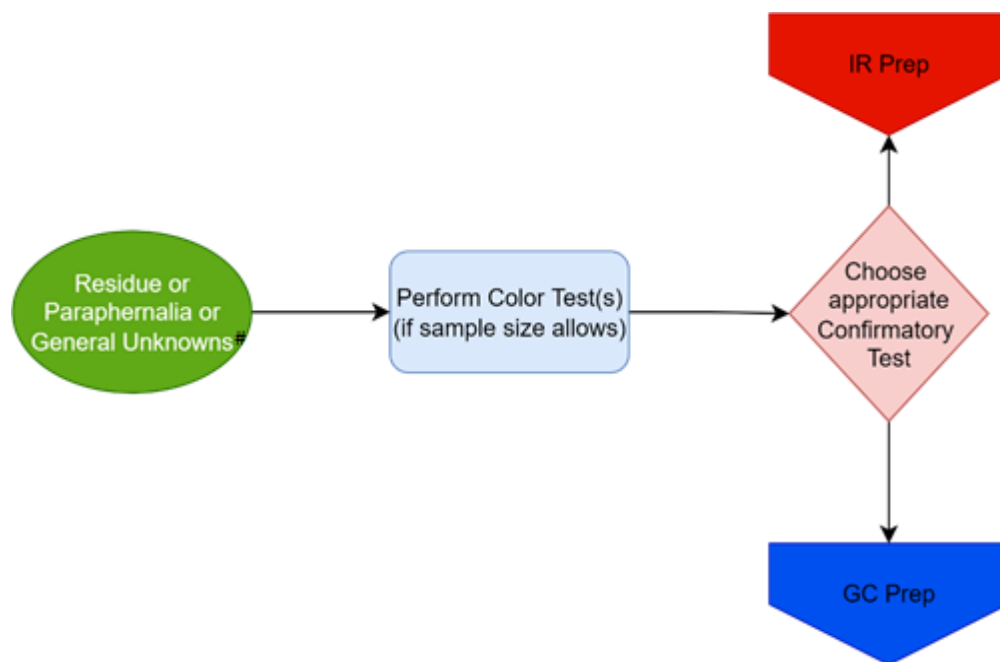 IR Prep
Residue or
Paraphernalia or
General Unknowns#
Perform Color Test(s)
(if sample size allows)
Choose
appropriate
Confirmatory
Test
GC Prep